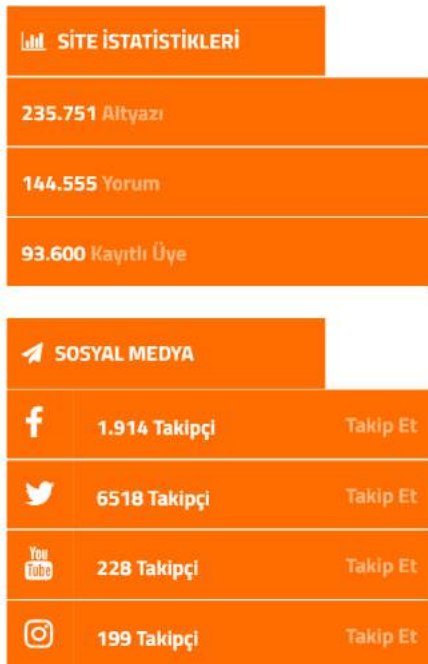 SİTE İSTATİSTİKLERİ
235.751 Altyazı
144.555 Yorum
93.600 Kayıtlı Üye
SOSYAL MEDYA
1.914 Takipçi Takip Et
6518 Takipçi Takip Et
You Tube 228 Takipçi Takip Et
199 Takipçi Takip Et